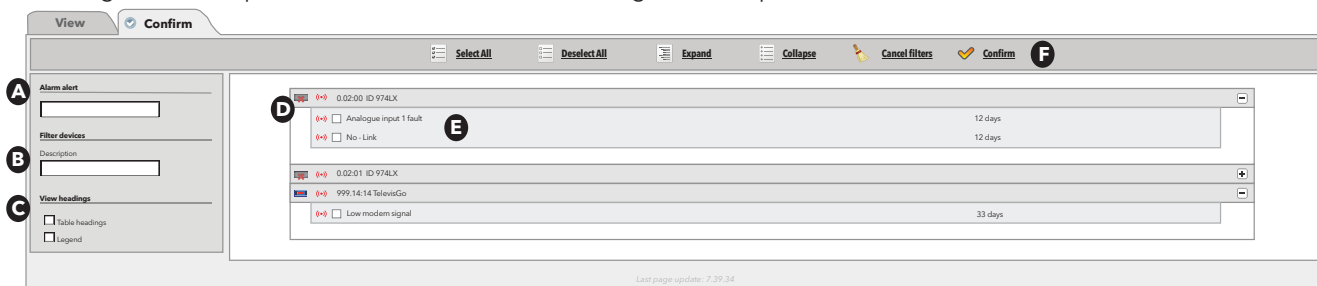 View
Confirm
Select All
Deselect All
Expand
Collapse
Cancel filters
Confirm
F
A
Alarm alert
Filter devices
B
Description
C
View headings
Table headings
Legend
D
0.02:00 ID 974LX
Analogue input 1 fault
12 days
E
No - Link
12 days
0.02:01 ID 974LX
999.14:14 TelevisGo
Low modem signal
33 days
Last page update: 7.39.34